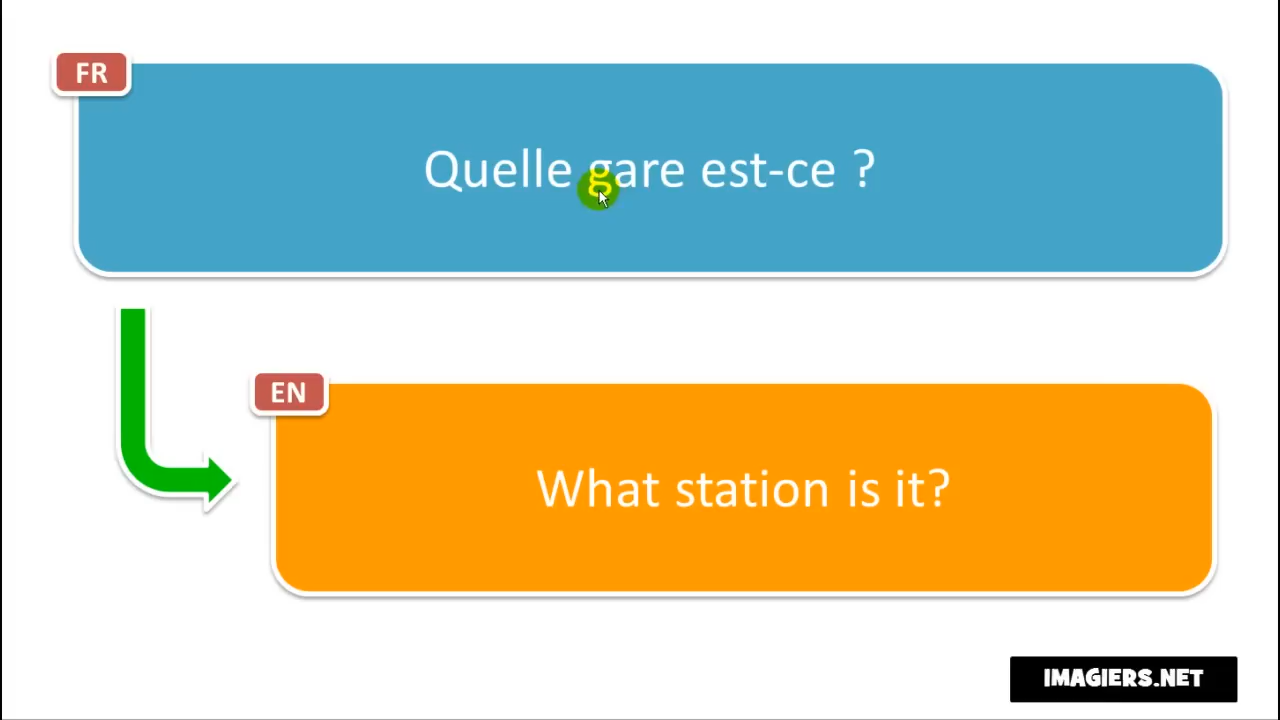 FR
Quelle gare est-ce ?
EN
What station is it?
IMAGIERS.NET